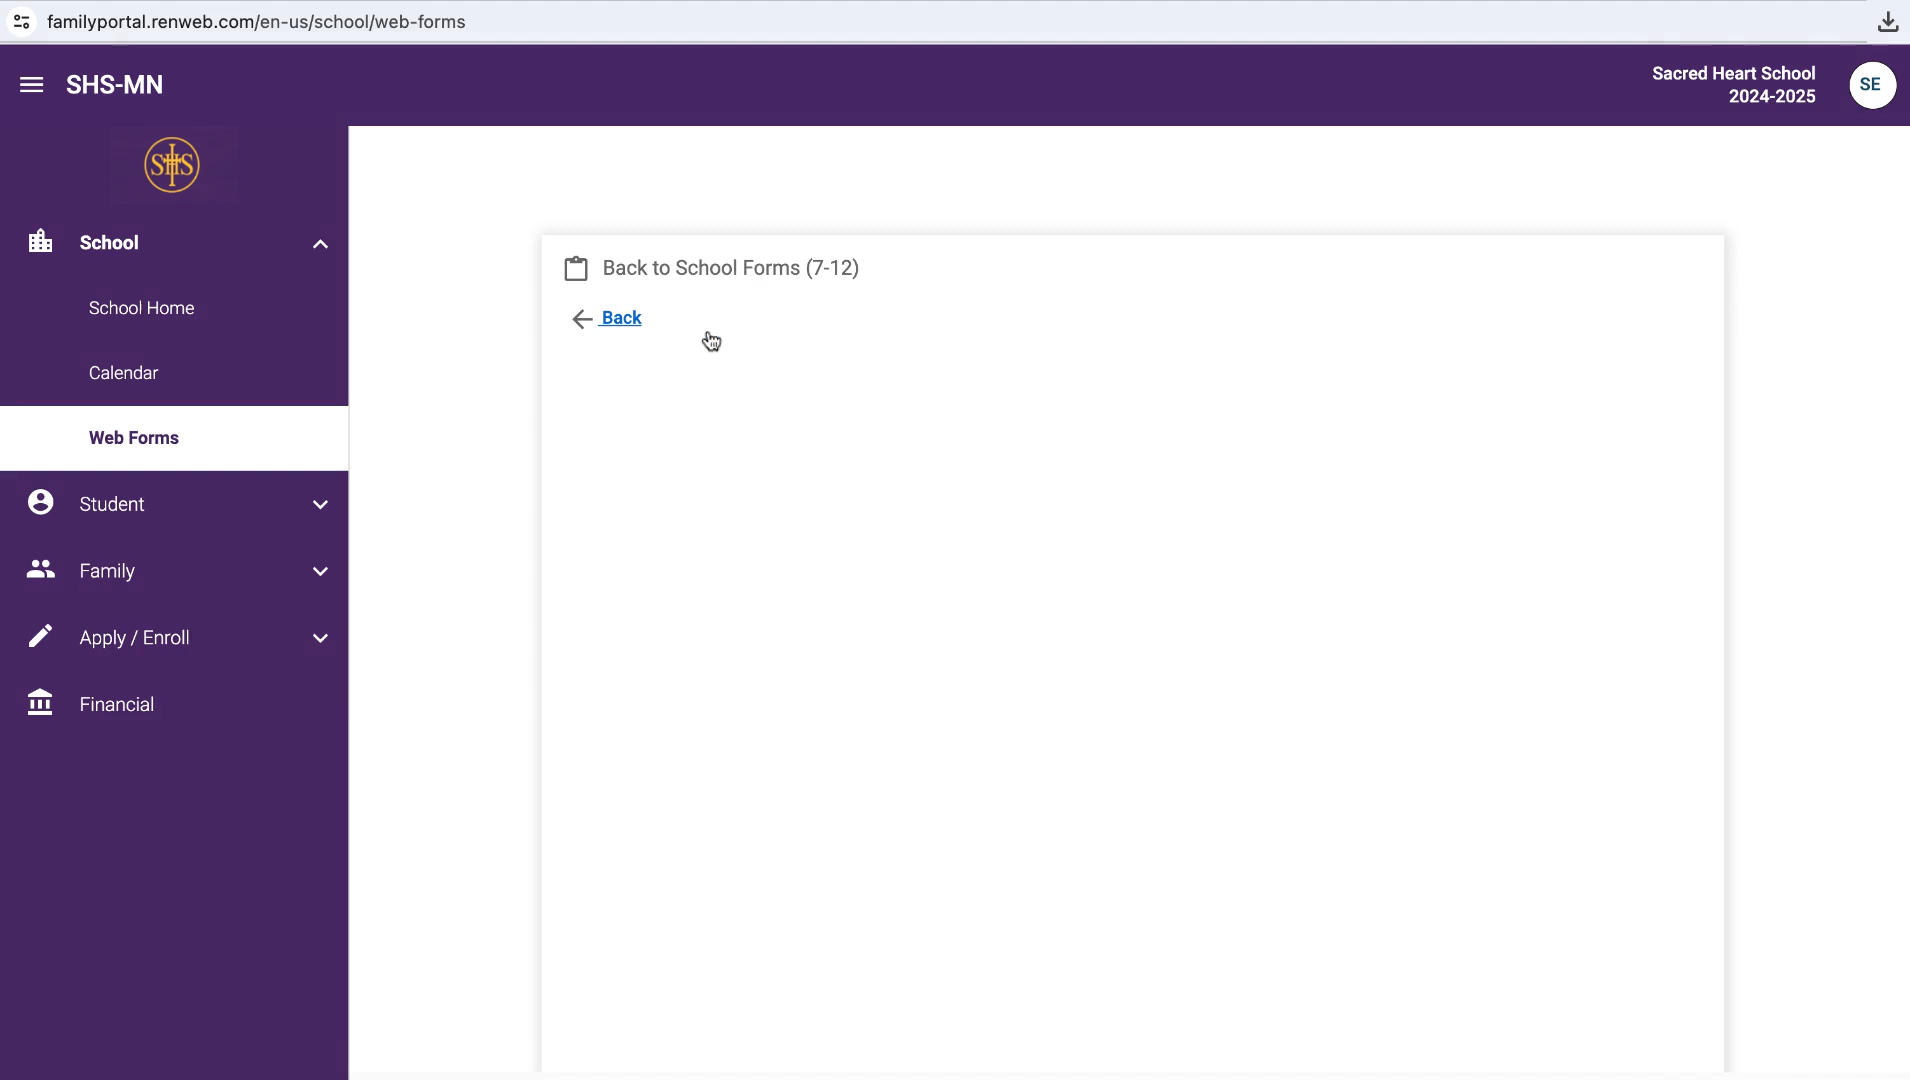 familyportal.renweb.com/en-us/school/web-forms
SHS-MN
Sacred Heart School
2024-2025
SE
SHS
School
School Home
Calendar
Web Forms
Student
Family
Apply / Enroll
Financial
Back to School Forms (7-12)
Back